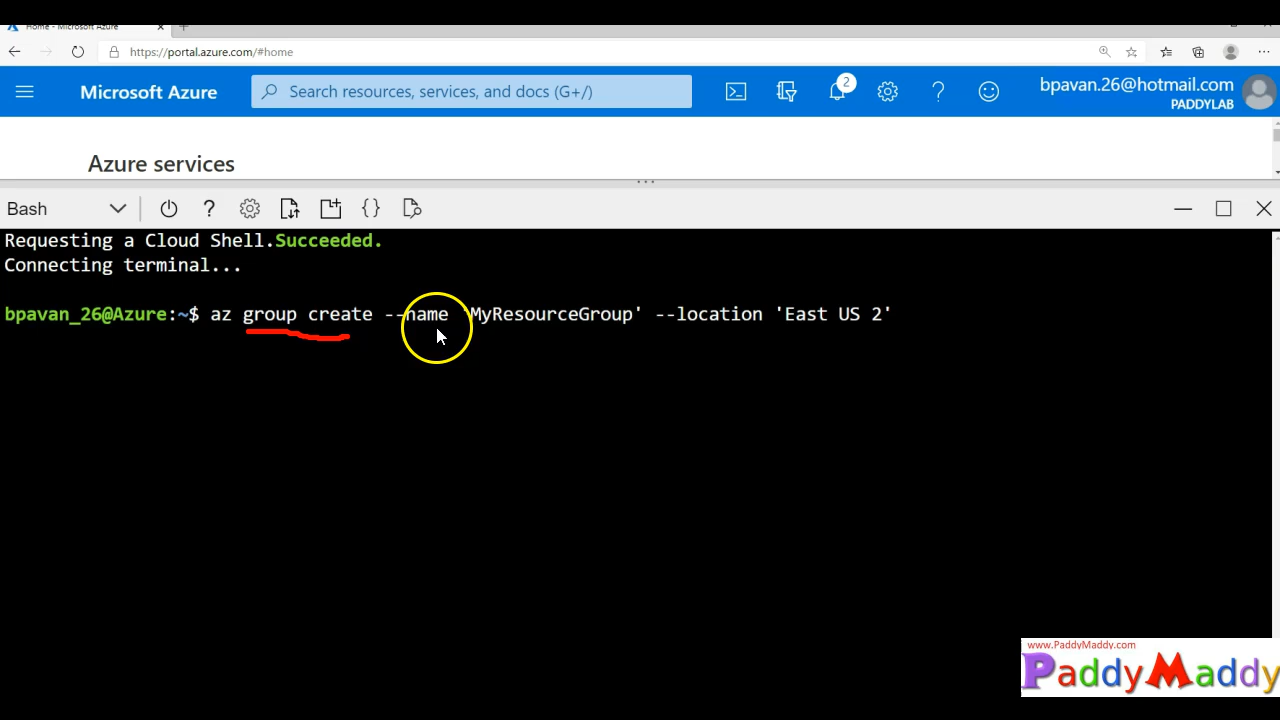 Home - Microsoft Azure
https://portal.azure.com/#home
Microsoft Azure
Search resources, services, and docs (G+/)
2
bpavan.26@hotmail.com
PADDYLAB
Azure services
Bash
Requesting a Cloud Shell.Succeeded.
Connecting terminal...
bpavan_26@Azure:~$ az group create --name 'MyResourceGroup' --location 'East US 2'
www.PaddyMaddy.com
PaddyMaddy